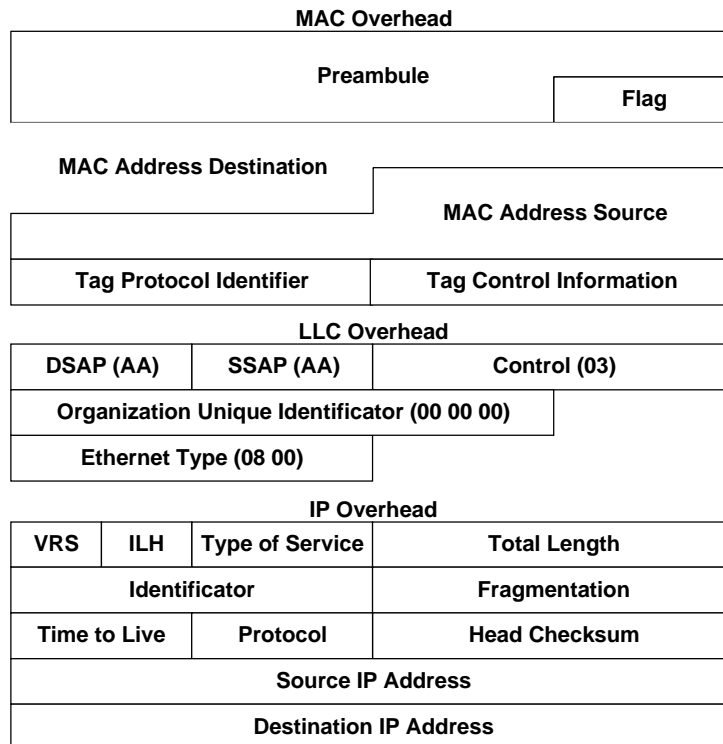 MAC Overhead
Preambule
Flag
MAC Address Destination
MAC Address Source
Tag Protocol Identifier
Tag Control Information
LLC Overhead
DSAP (AA)
SSAP (AA)
Control (03)
Organization Unique Identificator (00 00 00)
Ethernet Type (08 00)
IP Overhead
VRS
ILH
Type of Service
Total Length
Identificator
Fragmentation
Time to Live
Protocol
Head Checksum
Source IP Address
Destination IP Address